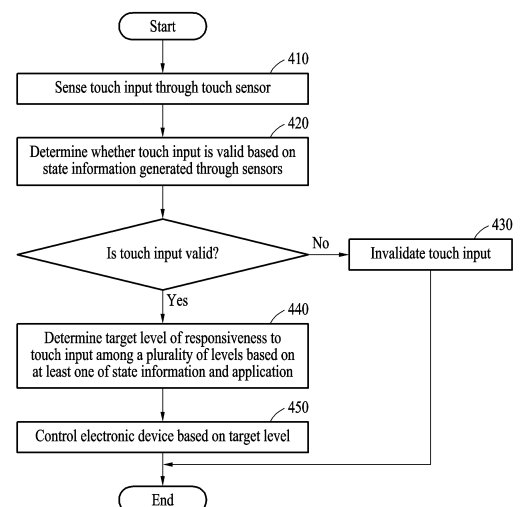 Start
410
Sense touch input through touch sensor
420
Determine whether touch input is valid based on
state information generated through sensors
Is touch input valid?
No
430
Invalidate touch input
Yes
440
Determine target level of responsiveness to
touch input among a plurality of levels based on
at least one of state information and application
450
Control electronic device based on target level
End